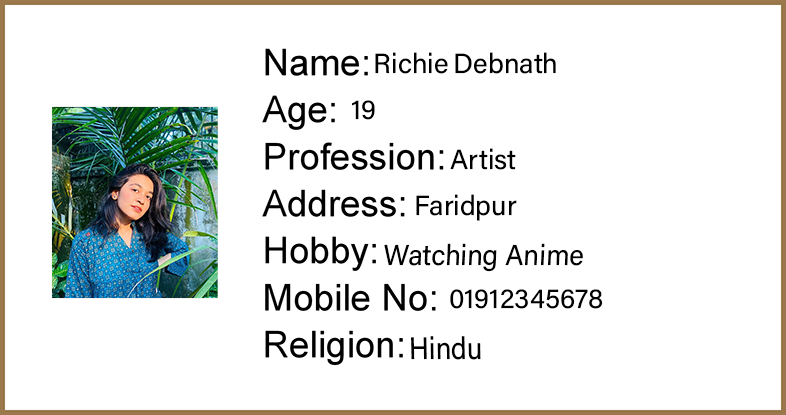 Name: Richie Debnath
Age: 19
Profession: Artist
Address: Faridpur
Hobby: Watching Anime
Mobile No: 01912345678
Religion: Hindu